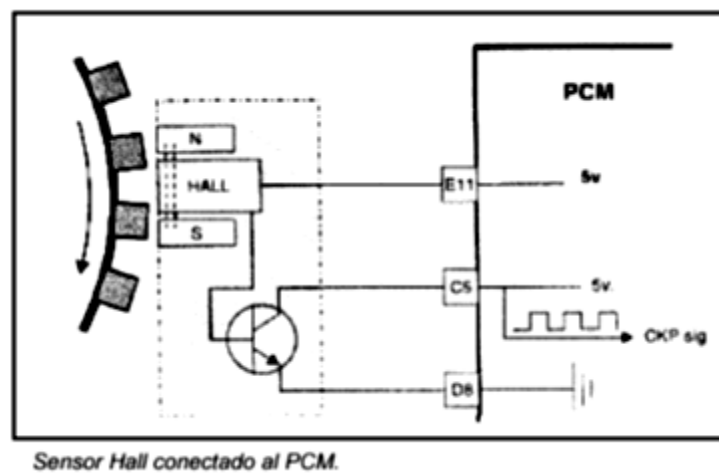 PCM
N
HALL
S
E11
5v
C5
5v.
CKP sig
D8
Sensor Hall conectado al PCM.